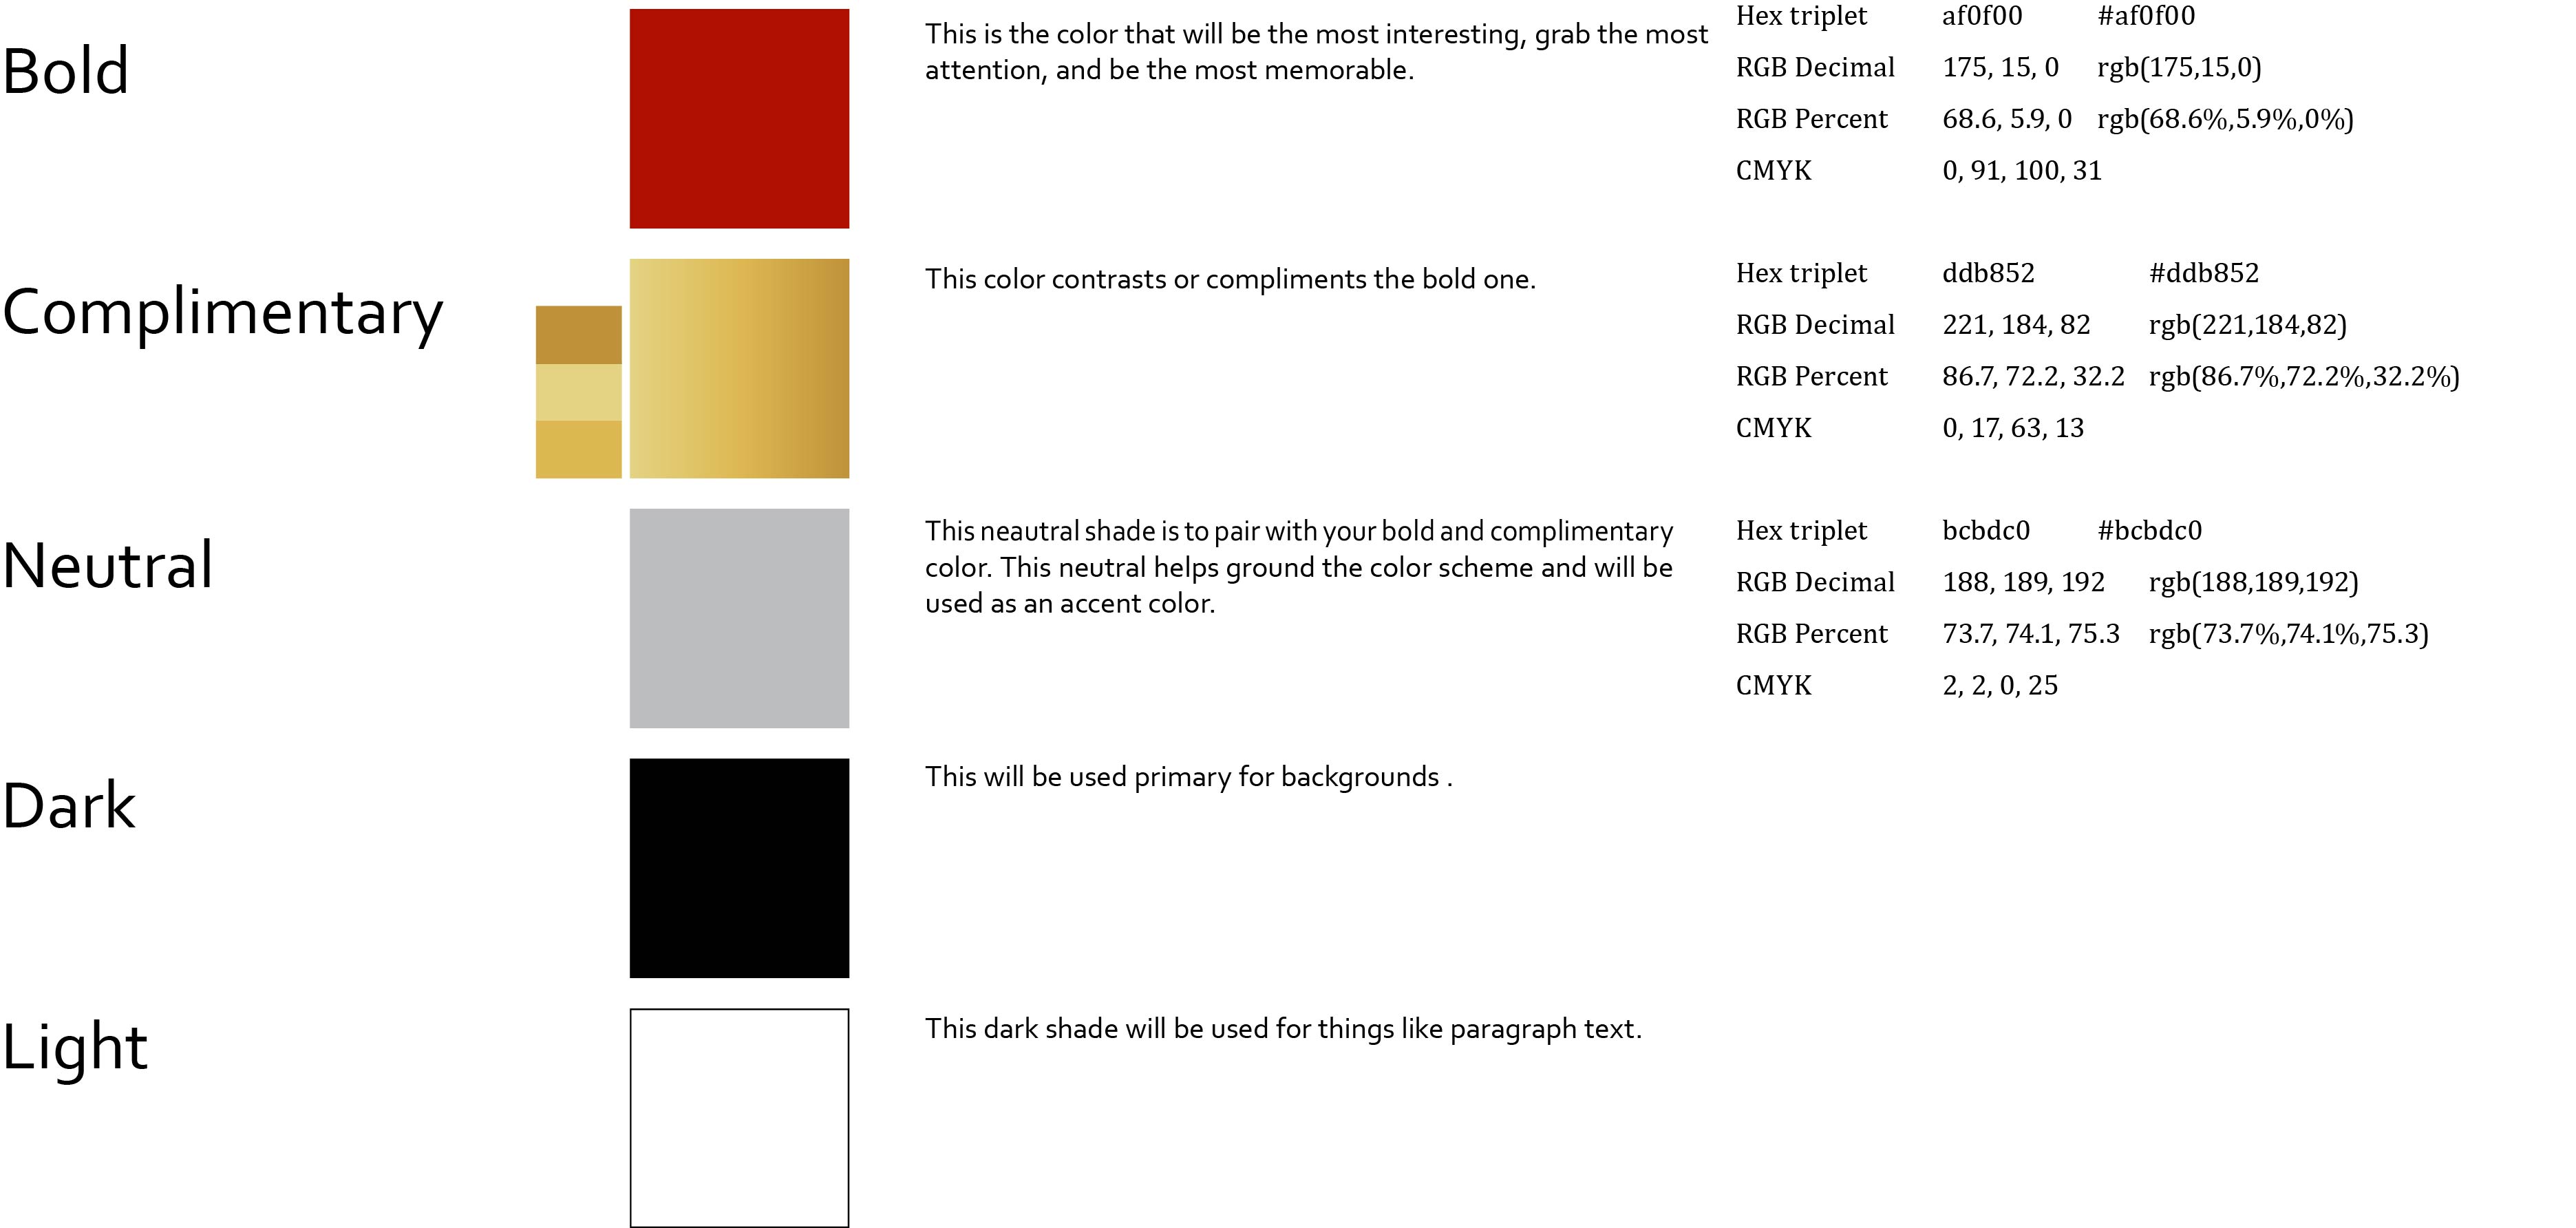 Bold
This is the color that will be the most interesting, grab the most
attention, and be the most memorable.
Hex triplet af0f00 #af0f00
RGB Decimal 175, 15, 0 rgb(175,15,0)
RGB Percent 68.6, 5.9, 0 rgb(68.6%,5.9%,0%)
CMYK 0, 91, 100, 31
Complimentary
This color contrasts or compliments the bold one.
Hex triplet ddb852 #ddb852
RGB Decimal 221, 184, 82 rgb(221,184,82)
RGB Percent 86.7, 72.2, 32.2 rgb(86.7%,72.2%,32.2%)
CMYK 0, 17, 63, 13
Neutral
This neautral shade is to pair with your bold and complimentary
color. This neutral helps ground the color scheme and will be
used as an accent color.
Hex triplet bcbdc0 #bcbdc0
RGB Decimal 188, 189, 192 rgb(188,189,192)
RGB Percent 73.7, 74.1, 75.3 rgb(73.7%,74.1%,75.3)
CMYK 2, 2, 0, 25
Dark
This will be used primary for backgrounds .
Light
This dark shade will be used for things like paragraph text.